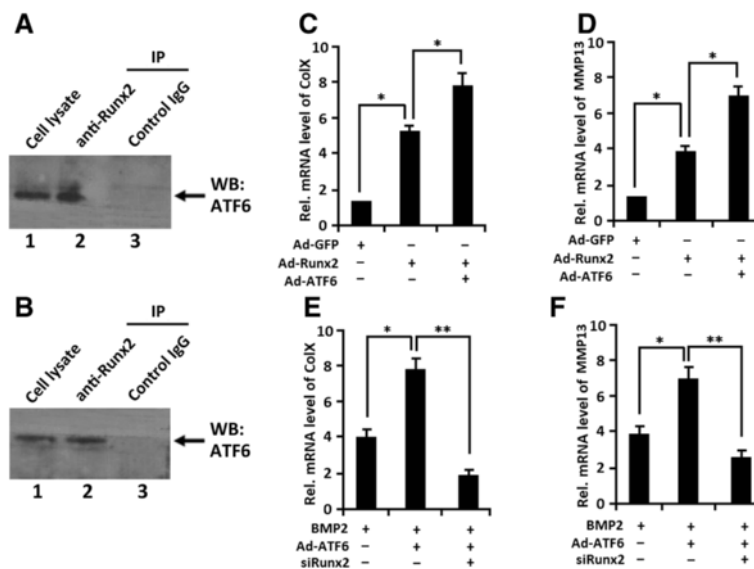 A
IP
Cell lysate
anti-Runx2
Control IgG
WB:
ATF6
1 2 3
B
IP
Cell lysate
anti-Runx2
Control IgG
WB:
ATF6
1 2 3
C
Rel. mRNA level of ColX
10
8
6
4
2
0
*
*
Ad-GFP + − −
Ad-Runx2 − + +
Ad-ATF6 − − +
D
Rel. mRNA level of MMP13
10
8
6
4
2
0
*
*
Ad-GFP + − −
Ad-Runx2 − + +
Ad-ATF6 − − +
E
Rel. mRNA level of ColX
10
8
6
4
2
0
*
**
BMP2 + + +
Ad-ATF6 − + +
siRunx2 − − +
F
Rel. mRNA level of MMP13
10
8
6
4
2
0
*
**
BMP2 + + +
Ad-ATF6 − + +
siRunx2 − − +